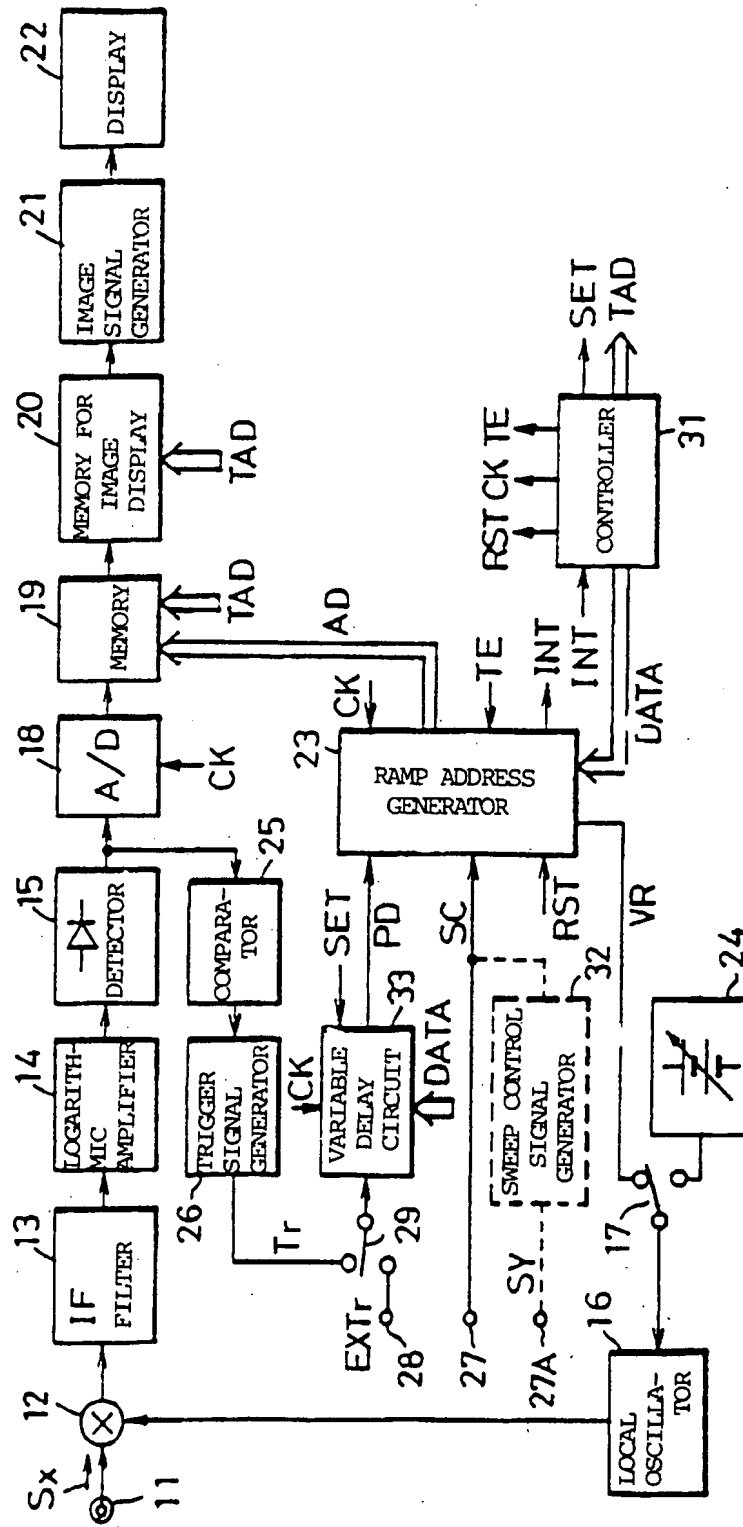 Sx
11
12
13
IF
FILTER
14
LOGARITH-
MIC
AMPLIFIER
15
DETECTOR
18
A/D
CK
19
MEMORY
TAD
20
MEMORY FOR
IMAGE
DISPLAY
TAD
21
IMAGE
SIGNAL
GENERATOR
22
DISPLAY
25
COMPARA-
TOR
26
TRIGGER
SIGNAL
GENERATOR
Tr
EXTr
28
29
CK
SET
VARIABLE
DELAY
CIRCUIT
33
DATA
PD
AD
23
CK
RAMP ADDRESS
GENERATOR
TE
INT
SC
RST
VR
27
27A
SY
SWEEP CONTROL
SIGNAL
GENERATOR
32
RST
CK
TE
SET
TAD
INT
CONTROLLER
31
DATA
16
LOCAL
OSCILLA-
TOR
17
24